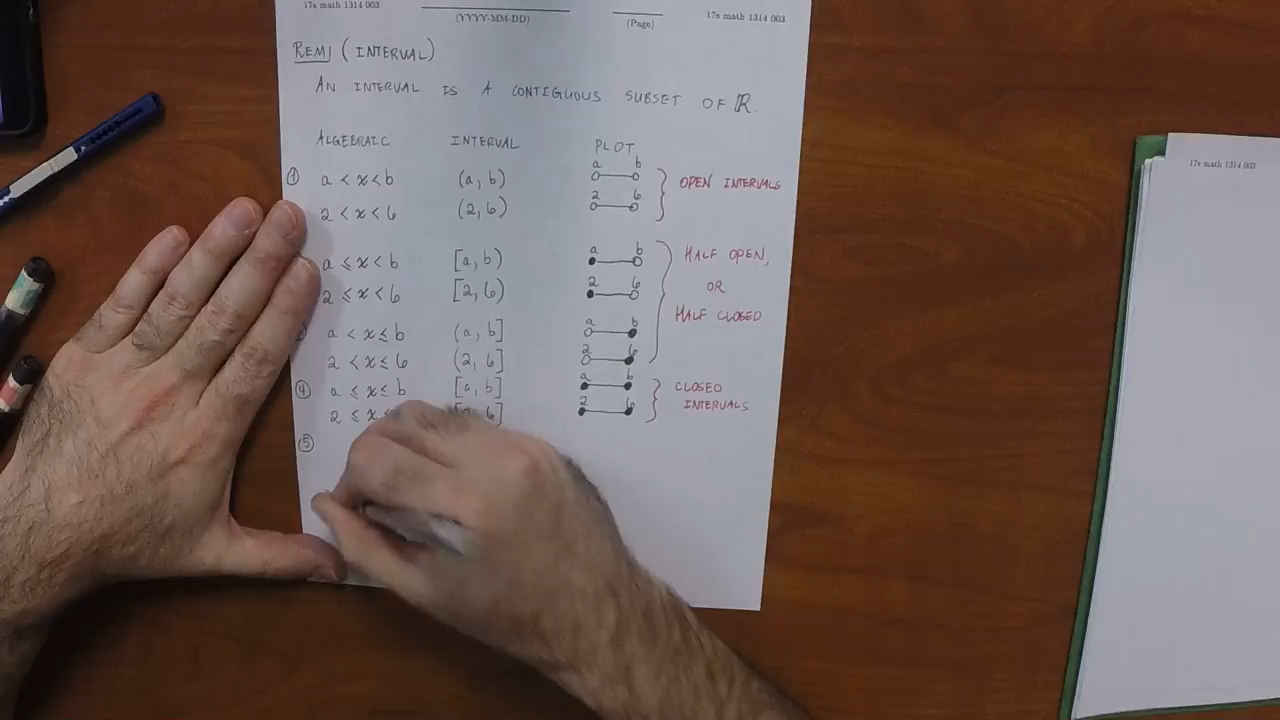 17s math 1314 003 (YYYY-MM-DD) (Page) 17s math 1314 003
REM] (INTERVAL)
AN INTERVAL IS A CONTIGUOUS SUBSET OF ℝ.
ALGEBRAIC INTERVAL PLOT
① a < x < b (a, b) a b
OPEN INTERVALS
2 < x < 6 (2, 6) 2 6
a ≤ x < b [a, b) a b
HALF OPEN,
2 ≤ x < 6 [2, 6) 2 6
OR
HALF CLOSED
a < x ≤ b (a, b] a b
2 < x ≤ 6 (2, 6] 2 6
④ a ≤ x ≤ b [a, b] a b
CLOSED
INTERVALS
2 ≤ x ≤ 6] 2 6
⑤
17s math 1314 003